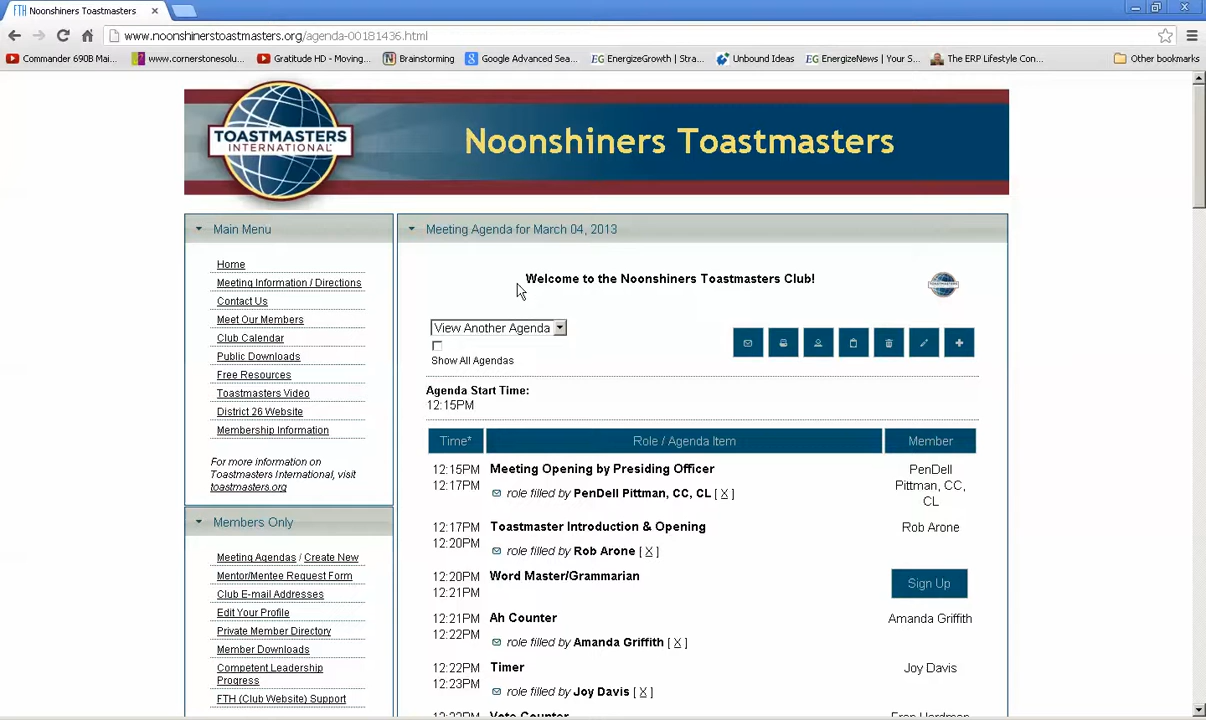 FTH Noonshiners Toastmasters
www.noonshinerstoastmasters.org/agenda-00181436.html
Commander 690B Mai...
www.cornerstonesolu...
Gratitude HD - Moving...
Brainstorming
Google Advanced Sea...
EG EnergizeGrowth | Stra...
Unbound Ideas
EG EnergizeNews | Your S...
The ERP Lifestyle Con...
Other bookmarks
TOASTMASTERS
INTERNATIONAL
Noonshiners Toastmasters
Main Menu
Home
Meeting Information / Directions
Contact Us
Meet Our Members
Club Calendar
Public Downloads
Free Resources
Toastmasters Video
District 26 Website
Membership Information
For more information on
Toastmasters International, visit
toastmasters.org
Members Only
Meeting Agendas / Create New
Mentor/Mentee Request Form
Club E-mail Addresses
Edit Your Profile
Private Member Directory
Member Downloads
Competent Leadership
Progress
FTH (Club Website) Support
Meeting Agenda for March 04, 2013
Welcome to the Noonshiners Toastmasters Club!
View Another Agenda
Show All Agendas
Agenda Start Time:
12:15PM
Time* Role / Agenda Item Member
12:15PM Meeting Opening by Presiding Officer PenDell
12:17PM Pittman, CC,
role filled by PenDell Pittman, CC, CL [ X ] CL
12:17PM Toastmaster Introduction & Opening Rob Arone
12:20PM
role filled by Rob Arone [ X ]
12:20PM Word Master/Grammarian Sign Up
12:21PM
12:21PM Ah Counter Amanda Griffith
12:22PM
role filled by Amanda Griffith [ X ]
12:22PM Timer Joy Davis
12:23PM
role filled by Joy Davis [ X ]